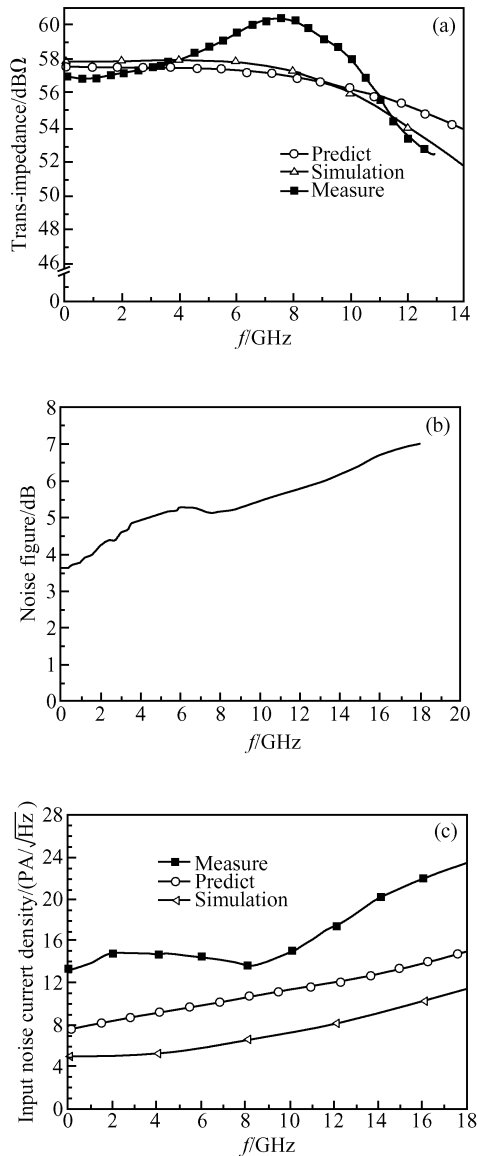 (a)
60
58
56
54
52
50
48
46
0
Trans-impedance/dBΩ
Predict
Simulation
Measure
0 2 4 6 8 10 12 14
f/GHz
(b)
8
7
6
5
4
3
2
1
0
Noise figure/dB
0 2 4 6 8 10 12 14 16 18 20
f/GHz
(c)
28
24
20
16
12
8
4
0
Input noise curret density/(PA/√Hz)
Measure
Predict
Simulation
0 2 4 6 8 10 12 14 16 18
f/GHz